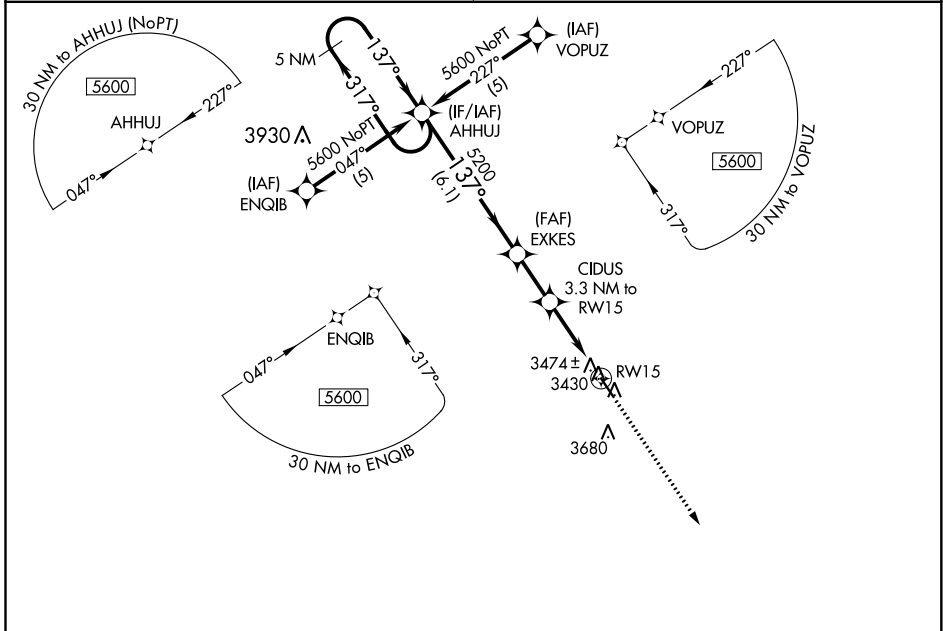 30 NM to AHHUJ (NoPT)
5600
227°
AHHUJ
047°
5 NM
137°
317°
(IAF)
VOPUZ
5600 NoPT
227°
(5)
(IF/IAF)
AHHUJ
3930
5600 NoPT
047°
(5)
(IAF)
ENQIB
5200
137°
(6.1)
227°
VOPUZ
5600
317°
30 NM to VOPUZ
(FAF)
EXKES
CIDUS
3.3 NM to
RW15
ENQIB
047°
317°
5600
30 NM to ENQIB
3474±
3430
RW15
3680